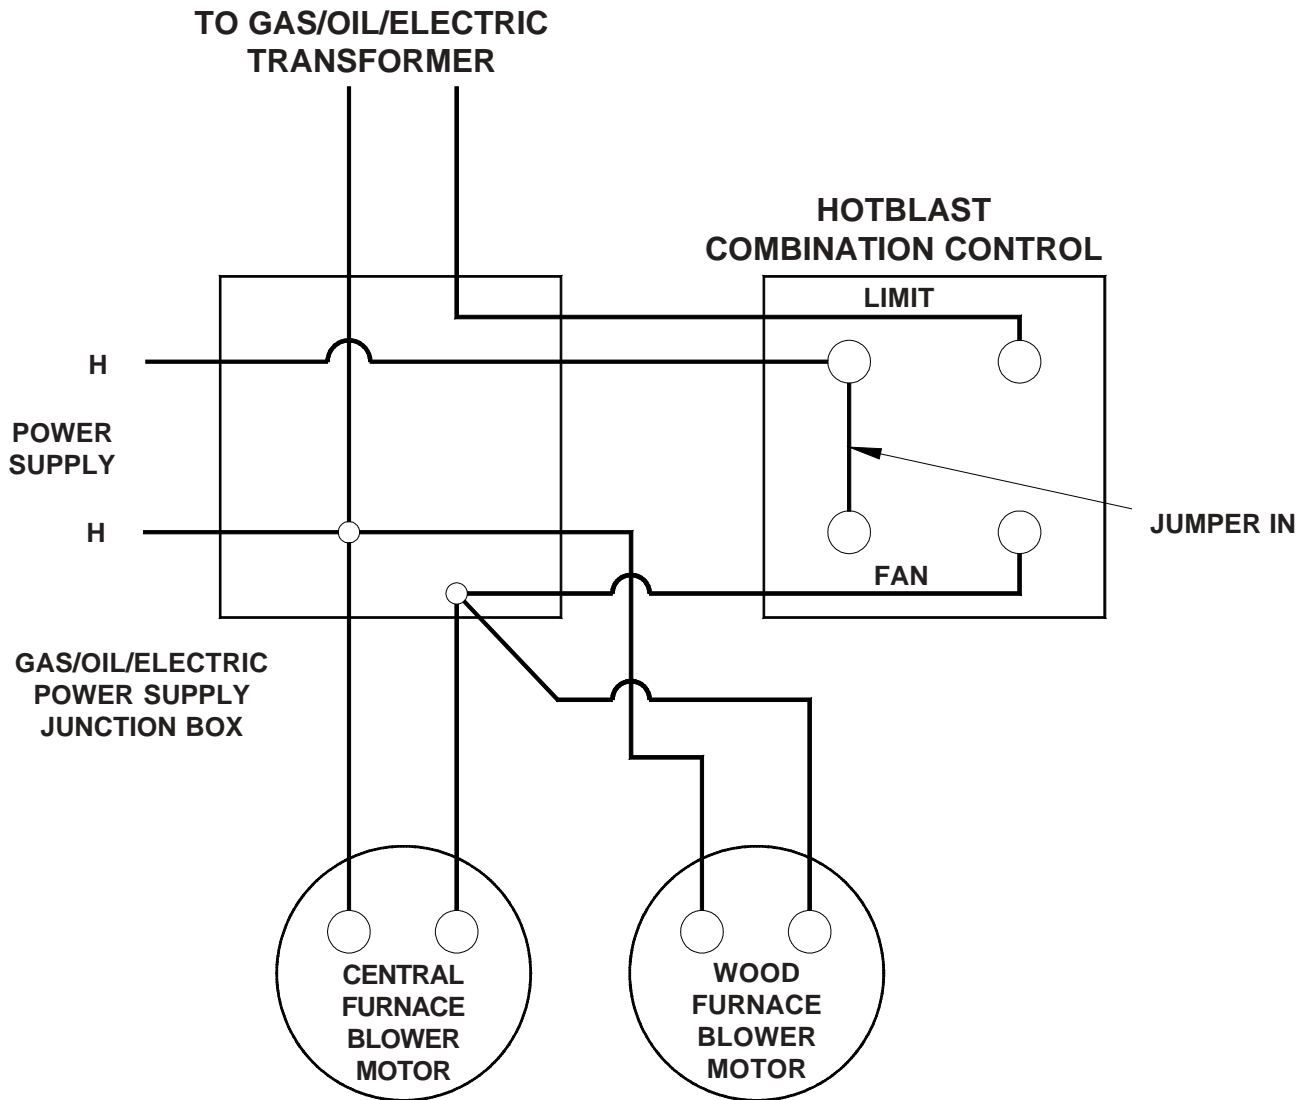 TO GAS/OIL/ELECTRIC
TRANSFORMER
HOTBLAST
COMBINATION CONTROL
LIMIT
H
POWER
SUPPLY
H
JUMPER IN
FAN
GAS/OIL/ELECTRIC
POWER SUPPLY
JUNCTION BOX
CENTRAL
FURNACE
BLOWER
MOTOR
WOOD
FURNACE
BLOWER
MOTOR